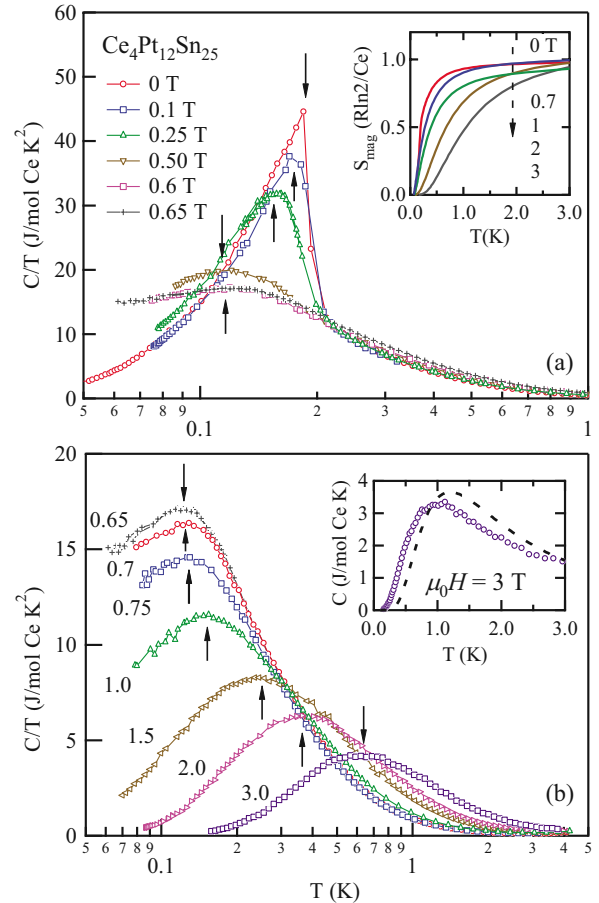 (a)
Ce4Pt12Sn25
0 T
0.1 T
0.25 T
0.50 T
0.6 T
0.65 T
C/T (J/mol Ce K²)
60
50
40
30
20
10
0
5 6 7 8 9 0.1 2 3 4 5 6 7 8 9 1
Smag (Rln2/Ce)
1.0
0.5
0.0
0 T
0.7
1
2
3
0.0 1.0 2.0 3.0
T(K)
(b)
C/T (J/mol Ce K²)
20
15
10
5
0
0.65
0.7
0.75
1.0
1.5
2.0
3.0
5 6 7 8 9 0.1 2 3 4 5 6 7 8 9 1 2 3 4 5
T (K)
C (J/mol Ce K)
4
3
2
1
0
μ0H = 3 T
0.0 1.0 2.0 3.0
T (K)